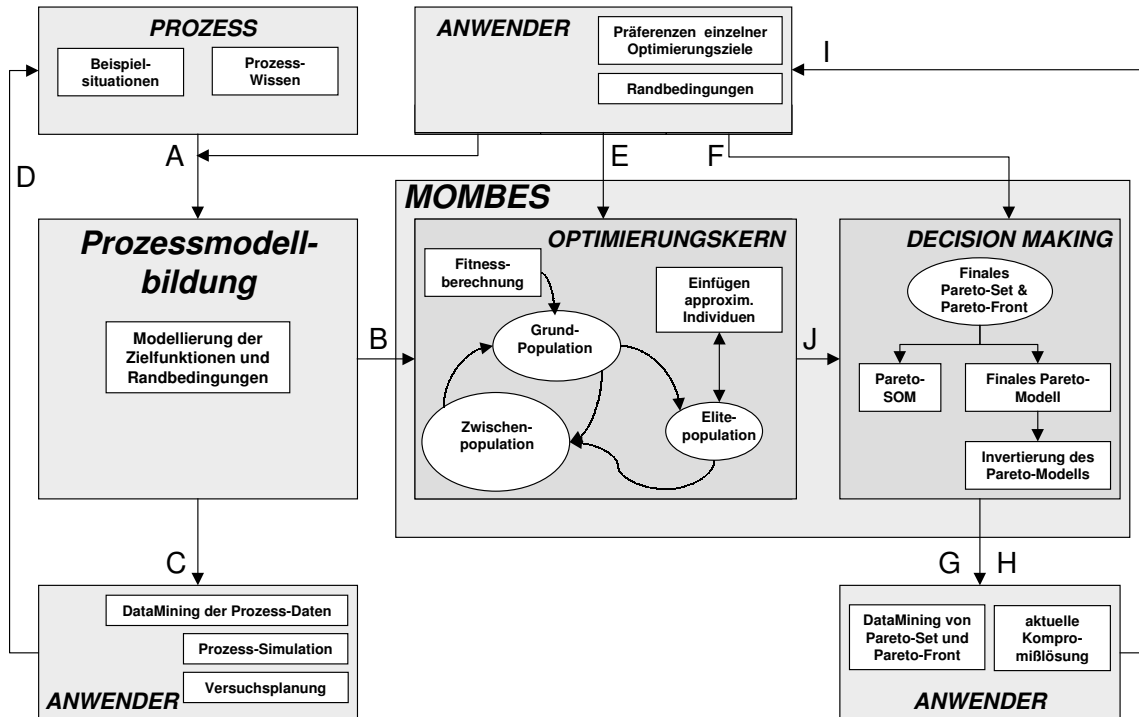 PROZESS
Beispiel-
situationen
Prozess-
Wissen
ANWENDER
Präferenzen einzelner
Optimierungsziele
Randbedingungen
I
A
D
E
F
MOMBES
Prozessmodell-
bildung
Modellierung der
Zielfunktionen und
Randbedingungen
B
OPTIMIERUNGSKERN
Fitness-
berechnung
Einfügen
approxim.
Individuen
Grund-
Population
Zwischen-
population
Elite-
population
J
DECISION MAKING
Finales
Pareto-Set &
Pareto-Front
Pareto-
SOM
Finales Pareto-
Modell
Invertierung des
Pareto-Modells
C
G
H
DataMining der Prozess-Daten
Prozess-Simulation
Versuchsplanung
ANWENDER
DataMining von
Pareto-Set und
Pareto-Front
aktuelle
Kompro-
mißlösung
ANWENDER